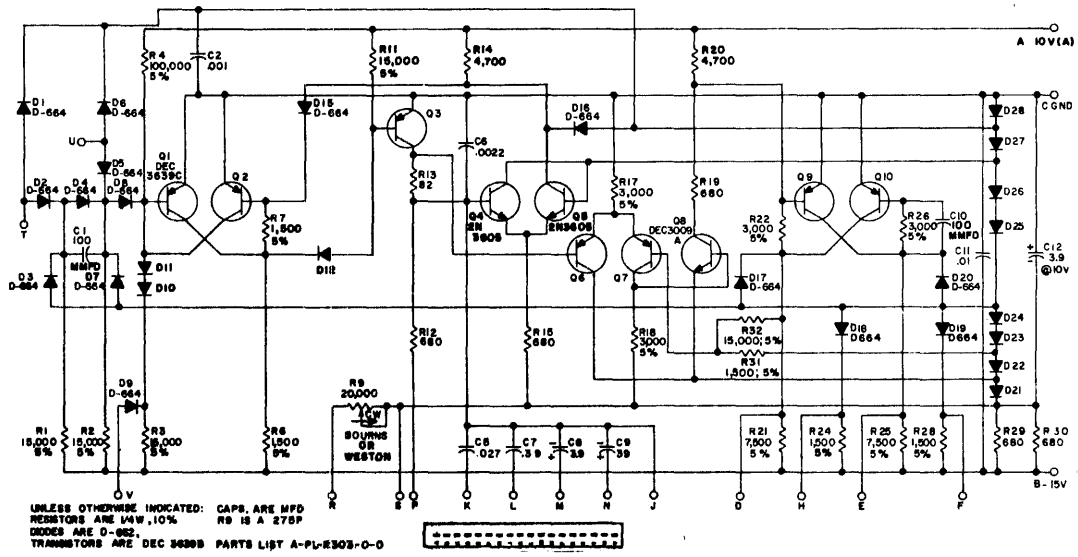 A 10V(A)
R4
100,000
5%
C2
.001
R11
15,000
5%
R14
4,700
R20
4,700
C GND
D1
D-664
D6
D-664
D15
D-664
Q3
D16
D-664
D28
D27
U
D5
D-664
Q1
DEC
3639C
Q2
C6
.0022
R13
82
R17
3,000
5%
R19
680
Q9
Q10
D26
D2
D-664
D4
D-664
D8
D-664
R7
1,500
5%
Q4
2N
3605
Q5
2N3605
Q8
DEC3009
A
R22
3,000
5%
R26
3,000
5%
C10
100
MMFD
D25
T
C1
100
MMFD
D3
D-664
D7
D-664
D11
D10
D112
Q6
Q7
D17
D-664
C11
.01
D20
D-664
C12
3.9
@10V
R12
680
R15
680
R18
3,000
5%
R32
15,000; 5%
R31
1,500; 5%
D18
D664
D19
D664
D24
D23
D22
D21
D9
D-664
R9
20,000
CW
BOURNS
OR
WESTON
R1
15,000
5%
R2
15,000
5%
R3
15,000
5%
R6
1,500
5%
C5
.027
C7
.39
C8
3.9
C9
39
R21
7,500
5%
R24
1,500
5%
R25
7,500
5%
R28
1,500
5%
R29
680
R30
680
B-15V
V
R
S
P
K
L
M
N
J
D
H
E
F
UNLESS OTHERWISE INDICATED: CAPS, ARE MFD
RESISTORS ARE 1/4W, 10% R9 IS A 275P
DIODES ARE D-662,
TRANSISTORS ARE DEC 3639B PARTS LIST A-PL-R303-0-0